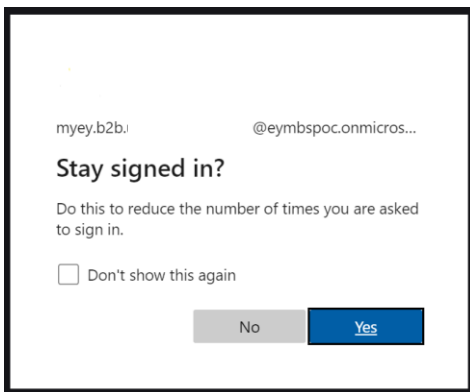 myey.b2b. @eymbspoc.onmicros...
Stay signed in?
Do this to reduce the number of times you are asked
to sign in.
Don't show this again
No Yes